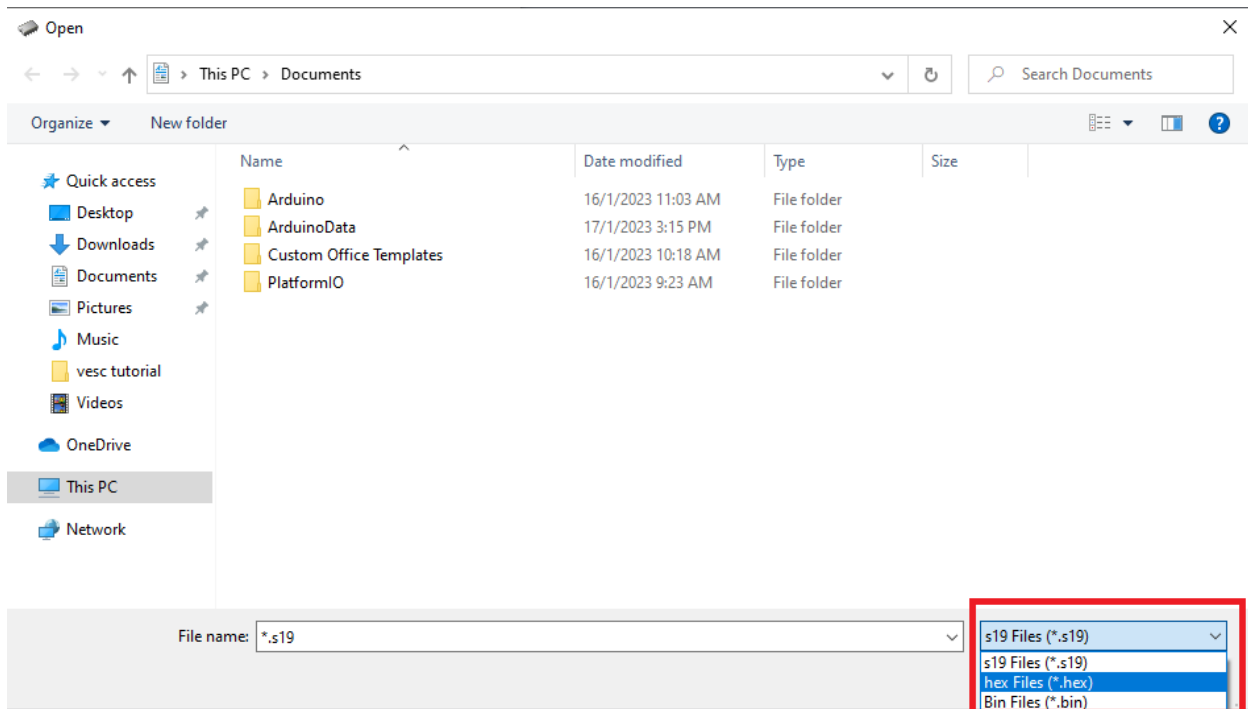 Open
This PC > Documents
Search Documents
Organize
New folder
Name
Date modified
Type
Size
Quick access
Desktop
Downloads
Documents
Pictures
Music
vesc tutorial
Videos
OneDrive
This PC
Network
Arduino 16/1/2023 11:03 AM File folder
ArduinoData 17/1/2023 3:15 PM File folder
Custom Office Templates 16/1/2023 10:18 AM File folder
PlatformIO 16/1/2023 9:23 AM File folder
File name: *.s19
s19 Files (*.s19)
s19 Files (*.s19)
hex Files (*.hex)
Bin Files (*.bin)